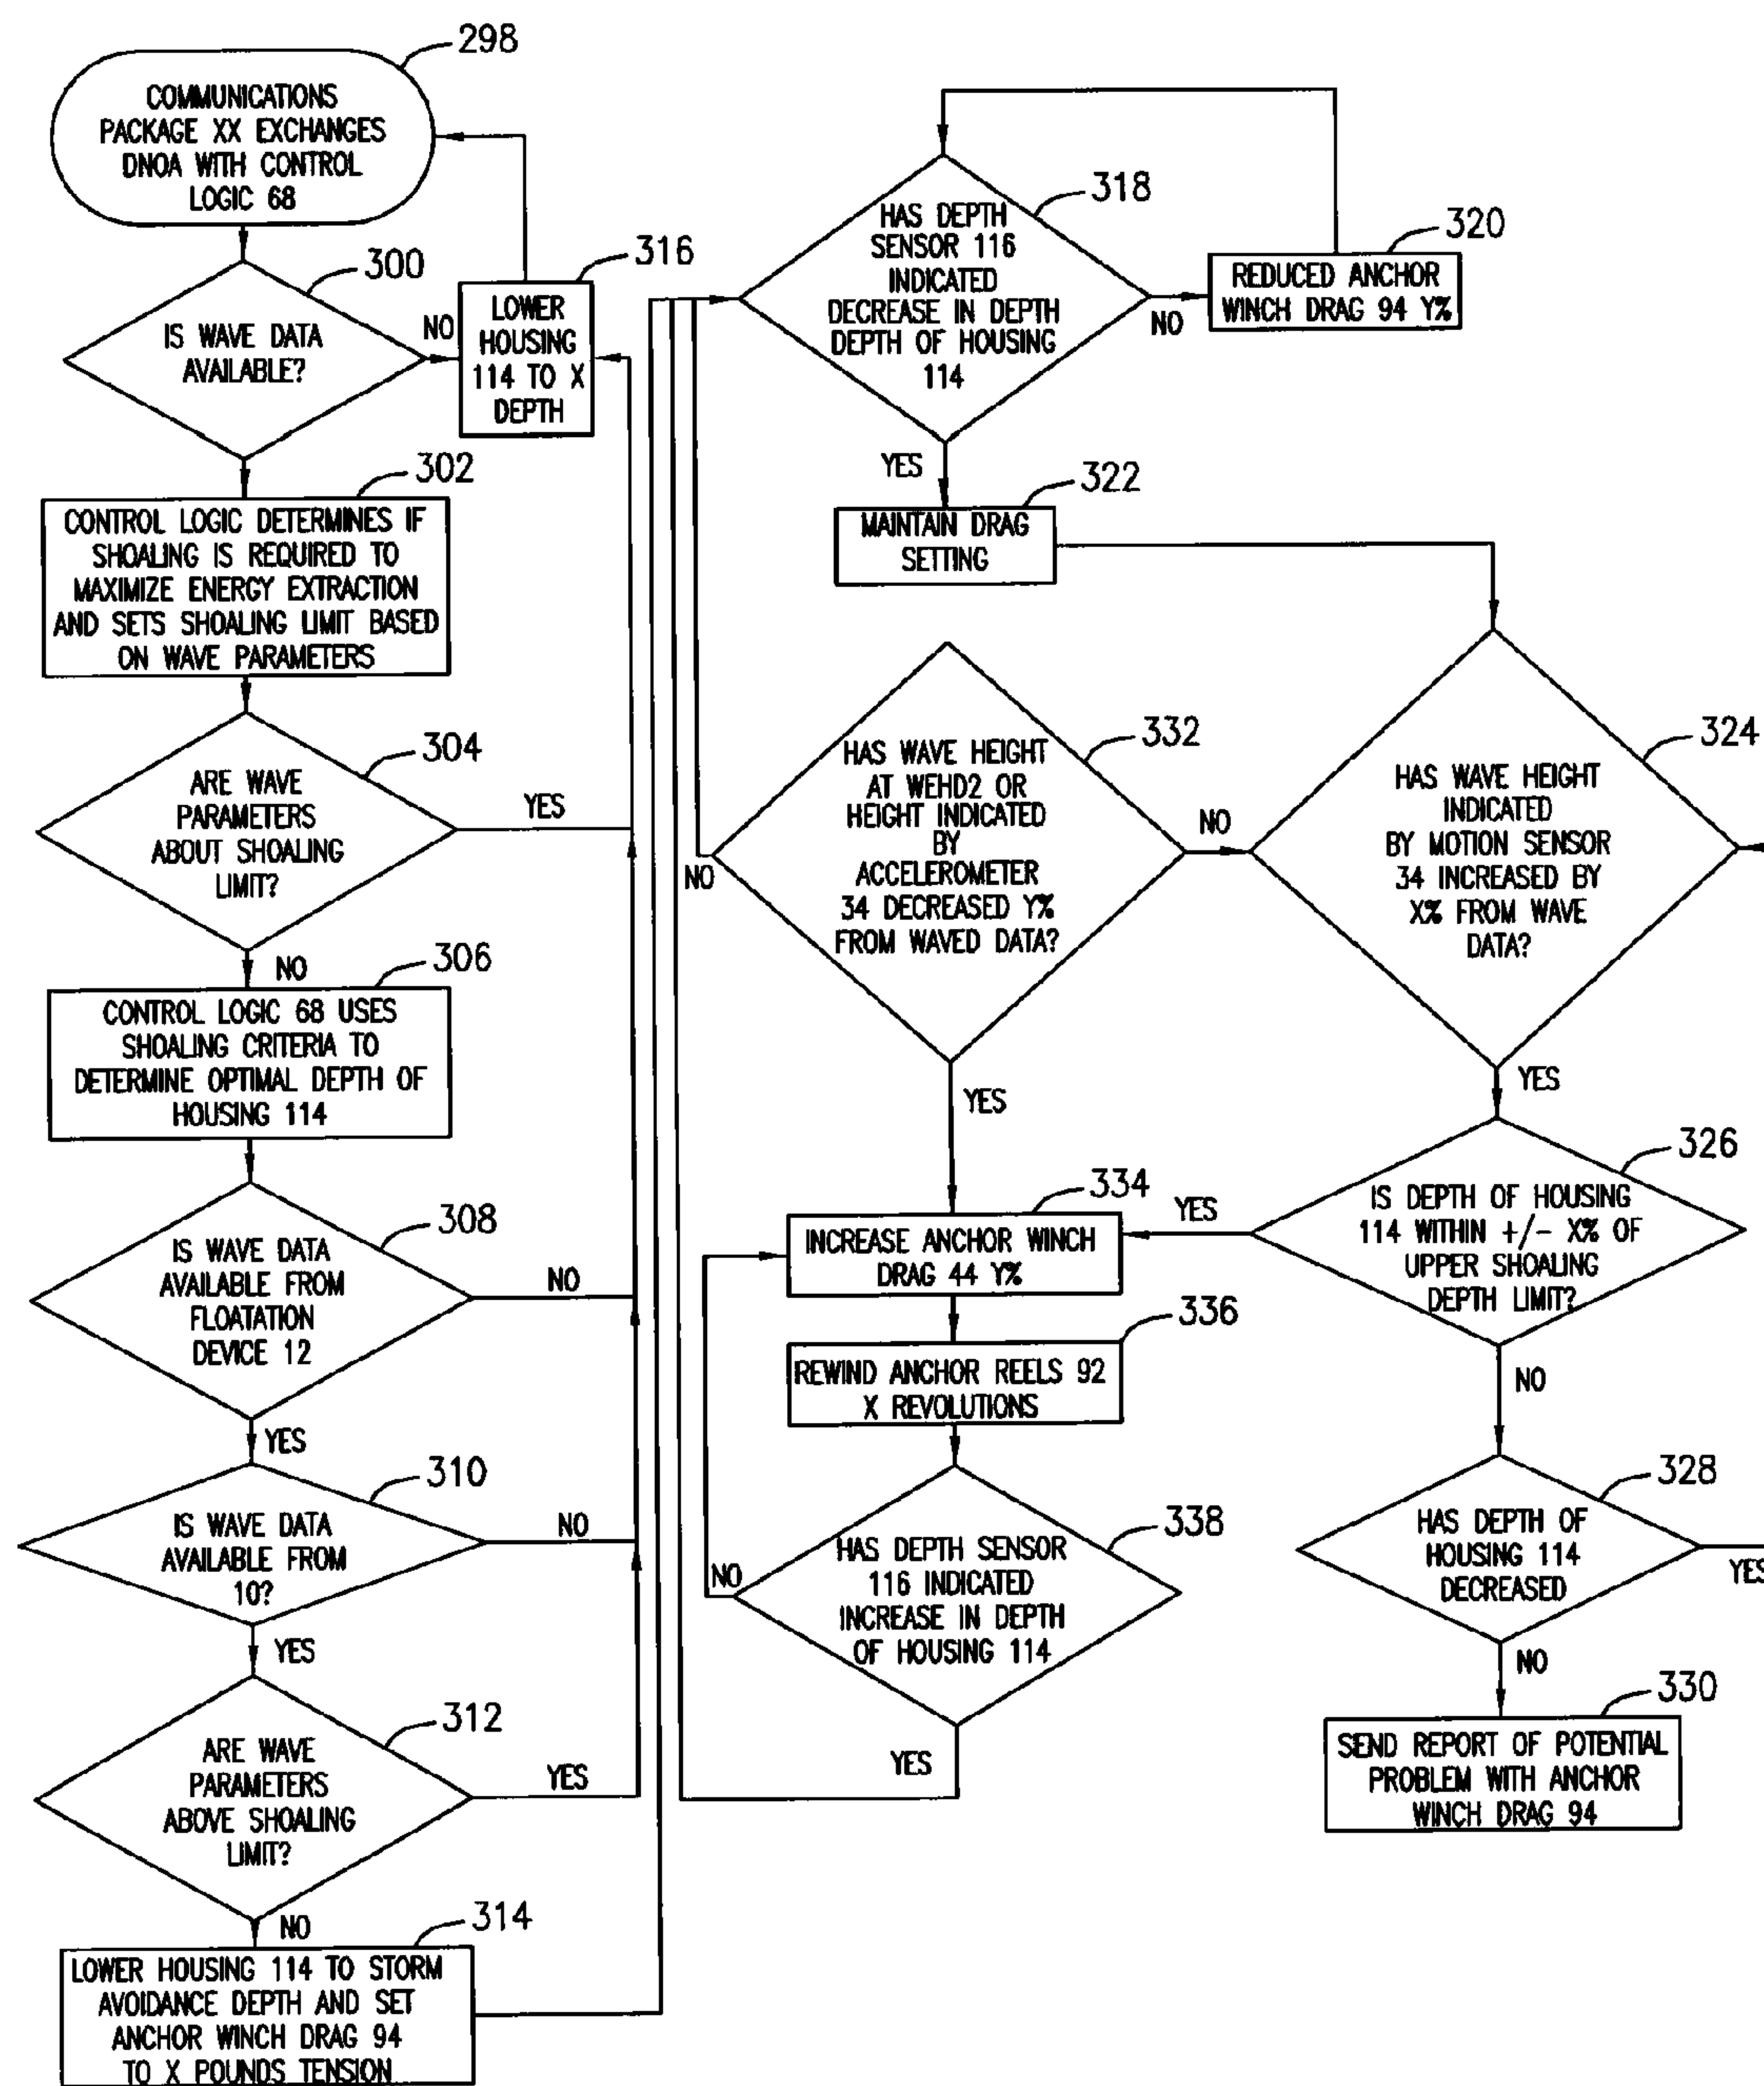 298
COMMUNICATIONS
PACKAGE XX EXCHANGES
DNOA WITH CONTROL
LOGIC 68
300
IS WAVE DATA
AVAILABLE?
NO
316
LOWER
HOUSING
114 TO X
DEPTH
302
CONTROL LOGIC DETERMINES IF
SHOALING IS REQUIRED TO
MAXIMIZE ENERGY EXTRACTION
AND SETS SHOALING LIMIT BASED
ON WAVE PARAMETERS
304
ARE WAVE
PARAMETERS
ABOUT SHOALING
LIMIT?
YES
NO
306
CONTROL LOGIC 68 USES
SHOALING CRITERIA TO
DETERMINE OPTIMAL DEPTH OF
HOUSING 114
308
IS WAVE DATA
AVAILABLE FROM
FLOATATION
DEVICE 12
NO
YES
310
IS WAVE DATA
AVAILABLE FROM
10?
NO
YES
312
ARE WAVE
PARAMETERS
ABOVE SHOALING
LIMIT?
YES
NO
314
LOWER HOUSING 114 TO STORM
AVOIDANCE DEPTH AND SET
ANCHOR WINCH DRAG 94
TO X POUNDS TENSION
318
HAS DEPTH
SENSOR 116
INDICATED
DECREASE IN DEPTH
DEPTH OF HOUSING
114
NO
320
REDUCED ANCHOR
WINCH DRAG 94 Y%
YES
322
MAINTAIN DRAG
SETTING
332
HAS WAVE HEIGHT
AT WEHD2 OR
HEIGHT INDICATED
BY
ACCELEROMETER
34 DECREASED Y%
FROM WAVED DATA?
NO
NO
YES
324
HAS WAVE HEIGHT
INDICATED
BY MOTION SENSOR
34 INCREASED BY
X% FROM WAVE
DATA?
YES
326
IS DEPTH OF HOUSING
114 WITHIN +/- X% OF
UPPER SHOALING
DEPTH LIMIT?
YES
NO
334
INCREASE ANCHOR WINCH
DRAG 44 Y%
336
REWIND ANCHOR REELS 92
X REVOLUTIONS
338
HAS DEPTH SENSOR
116 INDICATED
INCREASE IN DEPTH
OF HOUSING 114
NO
YES
328
HAS DEPTH OF
HOUSING 114
DECREASED
YES
NO
330
SEND REPORT OF POTENTIAL
PROBLEM WITH ANCHOR
WINCH DRAG 94